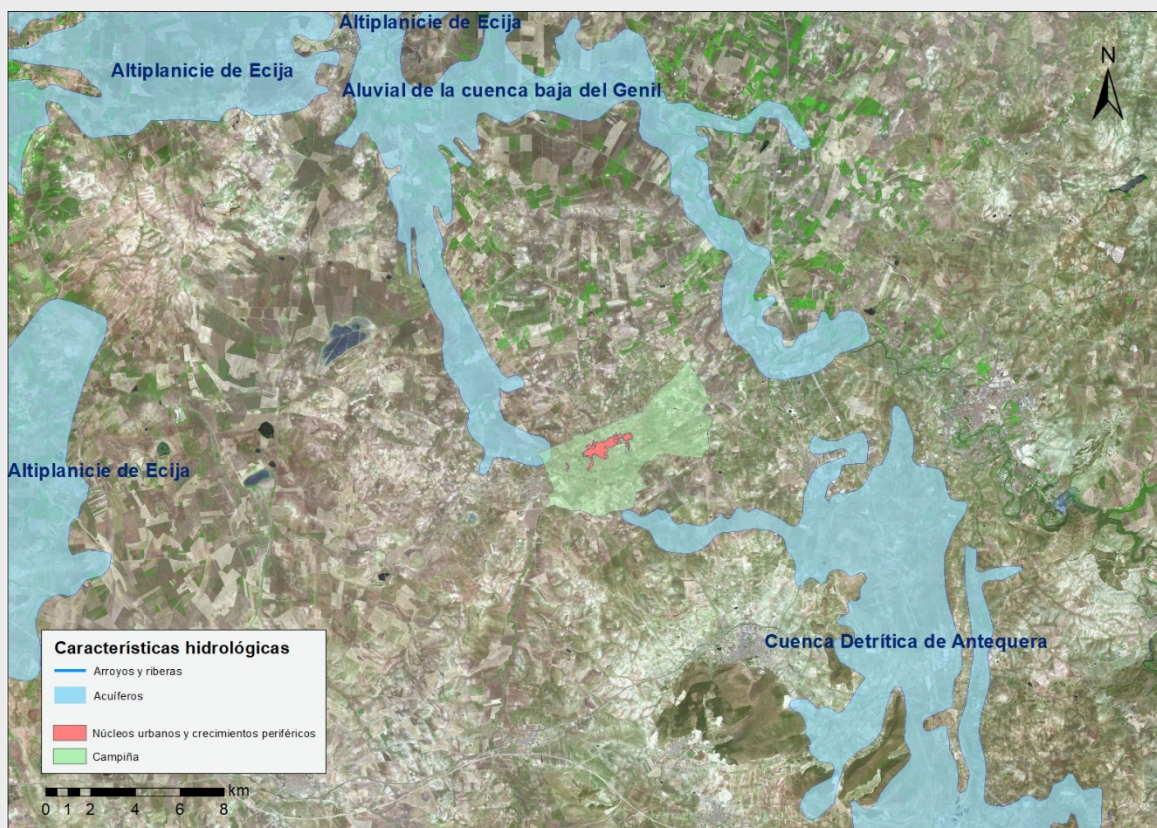 Altiplanicie de Ecija
Altiplanicie de Ecija
Aluvial de la cuenca baja del Genil
N
Altiplanicie de Ecija
Cuenca Detrítica de Antequera
Características hidrológicas
Arroyos y riberas
Acuíferos
Núcleos urbanos y crecimientos periféricos
Campiña
km
0 1 2 4 6 8